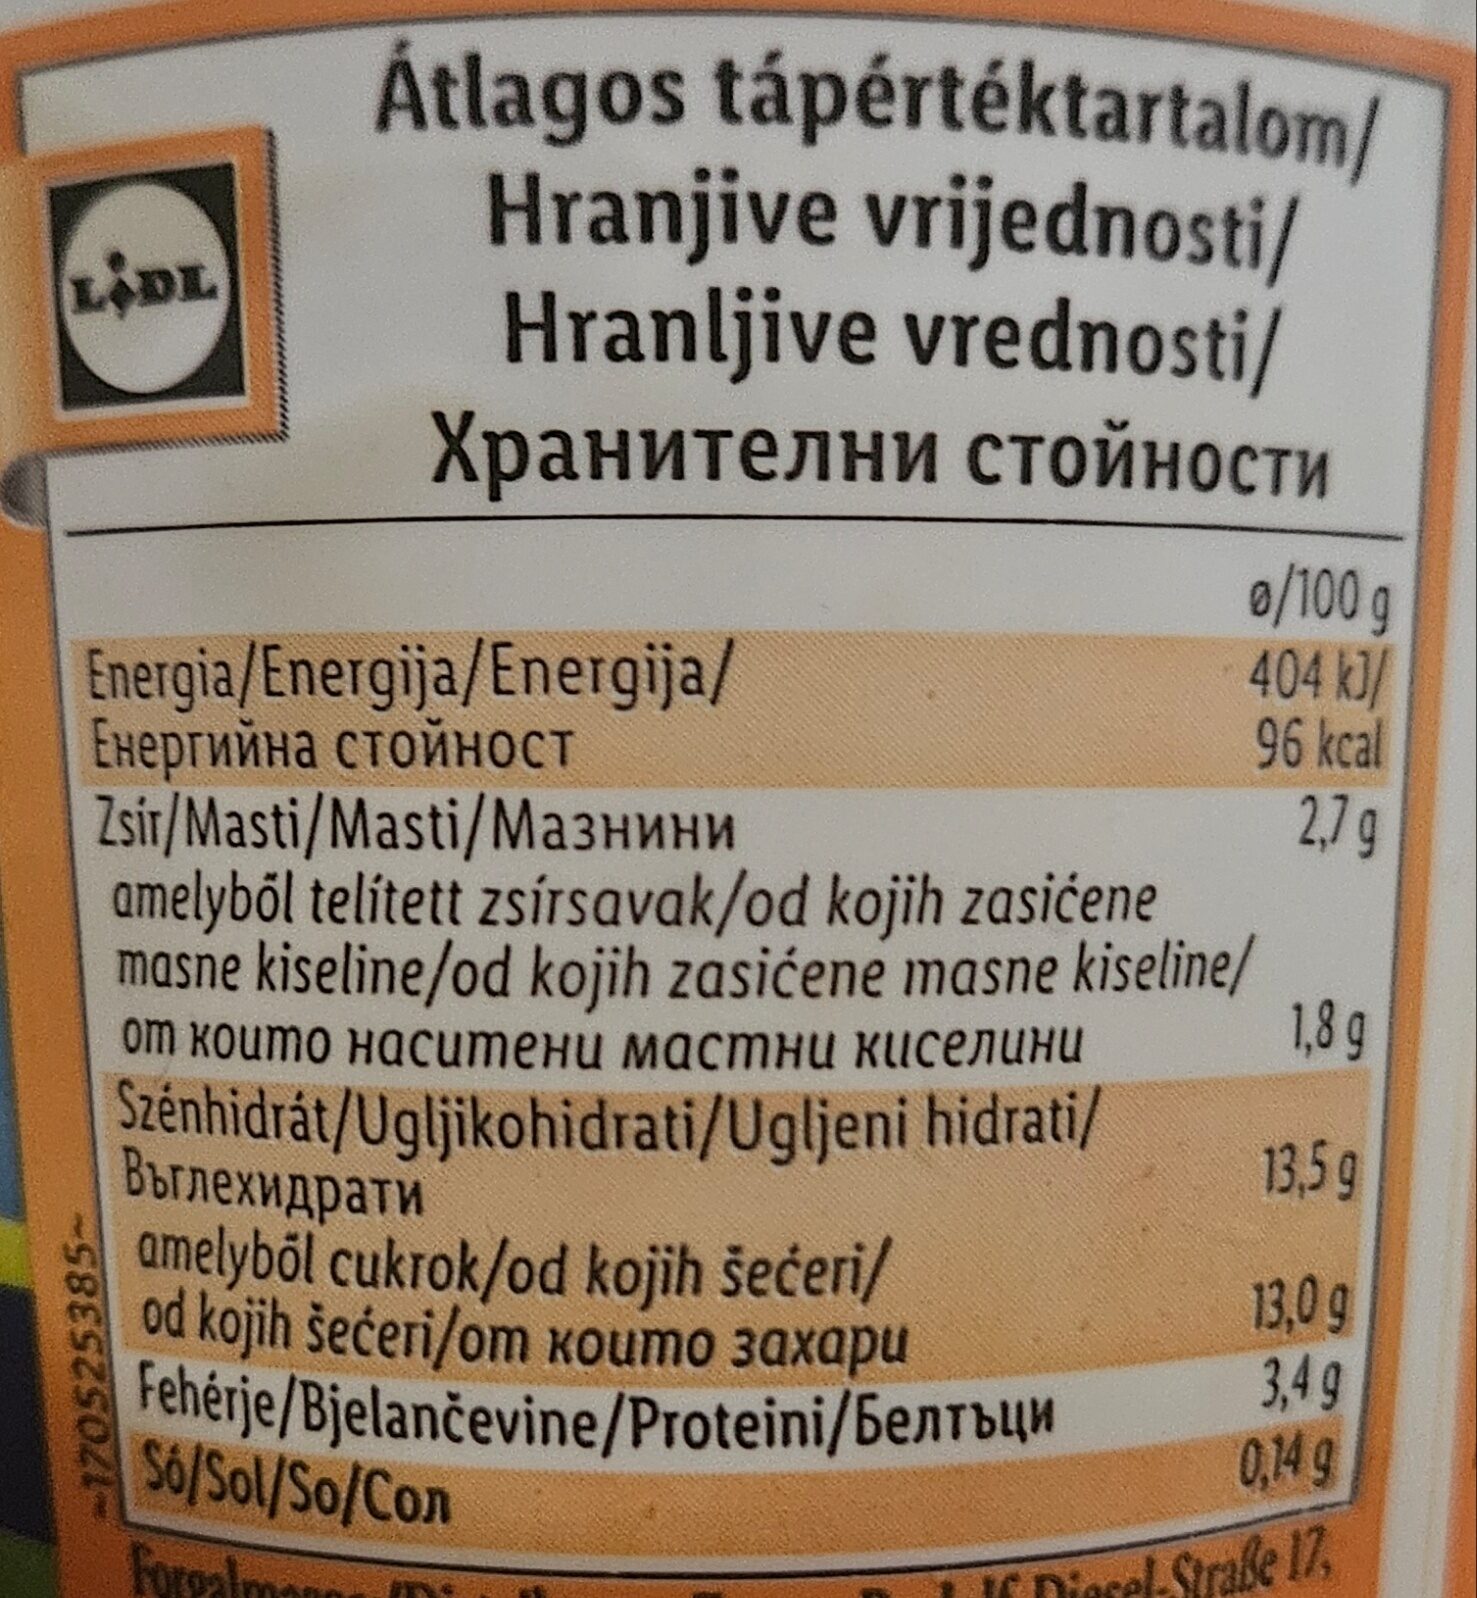 Átlagos tápértéktartalom/
Hranjive vrijednosti/
LIDL
Hranljive vrednosti/
Хранителни стойности
ø/100 g
Energia/Energija/Energija/ 404 kJ/
Енергийна стойност 96 kcal
Zsír/Masti/Masti/Мазнини 2,7 g
amelyből telített zsírsavak/od kojih zasićene
masne kiseline/od kojih zasićene masne kiseline/
от които наситени мастни киселини 1,8 g
Szénhidrát/Ugljikohidrati/Ugljeni hidrati/
Въглехидрати 13,5 g
amelyből cukrok/od kojih šećeri/
od kojih šećeri/от които захари 13,0 g
Fehérje/Bjelančevine/Proteini/Белтъци 3,4 g
Só/Sol/So/Сол 0,14 g
~170525385~
Diesel-Straße 17,